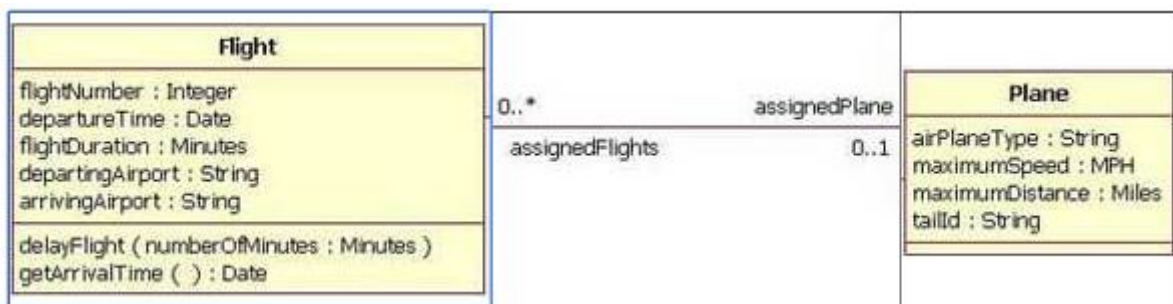 Flight
flightNumber : Integer
departureTime : Date
flightDuration : Minutes
departingAirport : String
arrivingAirport : String
delayFlight ( numberOfMinutes : Minutes )
getArrivalTime ( ) : Date
0..*
assignedPlane
assignedFlights
0..1
Plane
airPlaneType : String
maximumSpeed : MPH
maximumDistance : Miles
tailId : String